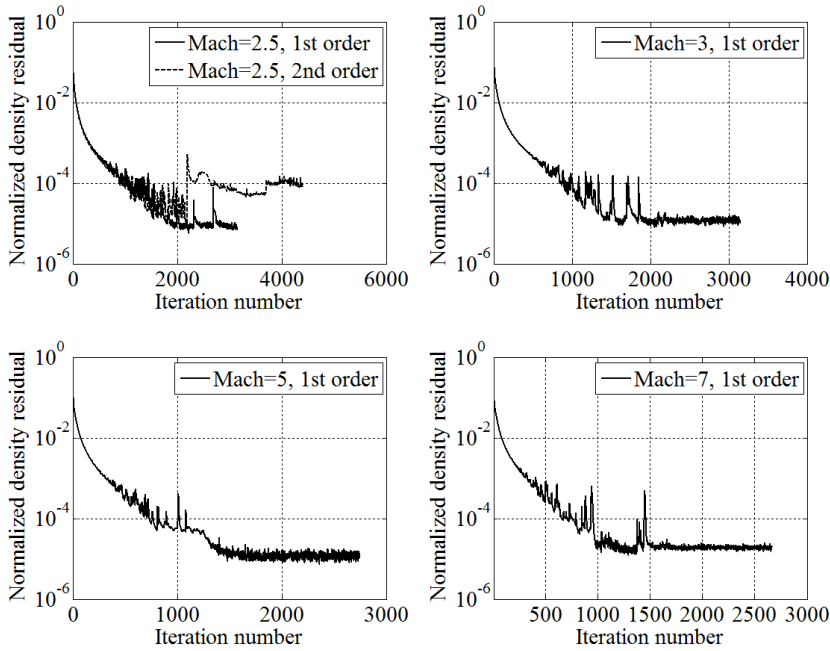 Normalized density residual
10^0
10^-2
10^-4
10^-6
Mach=2.5, 1st order
Mach=2.5, 2nd order
0 2000 4000 6000
Iteration number
Normalized density residual
10^0
10^-2
10^-4
10^-6
Mach=3, 1st order
0 1000 2000 3000 4000
Iteration number
Normalized density residual
10^0
10^-2
10^-4
10^-6
Mach=5, 1st order
0 1000 2000 3000
Iteration number
Normalized density residual
10^0
10^-2
10^-4
10^-6
Mach=7, 1st order
500 1000 1500 2000 2500 3000
Iteration number